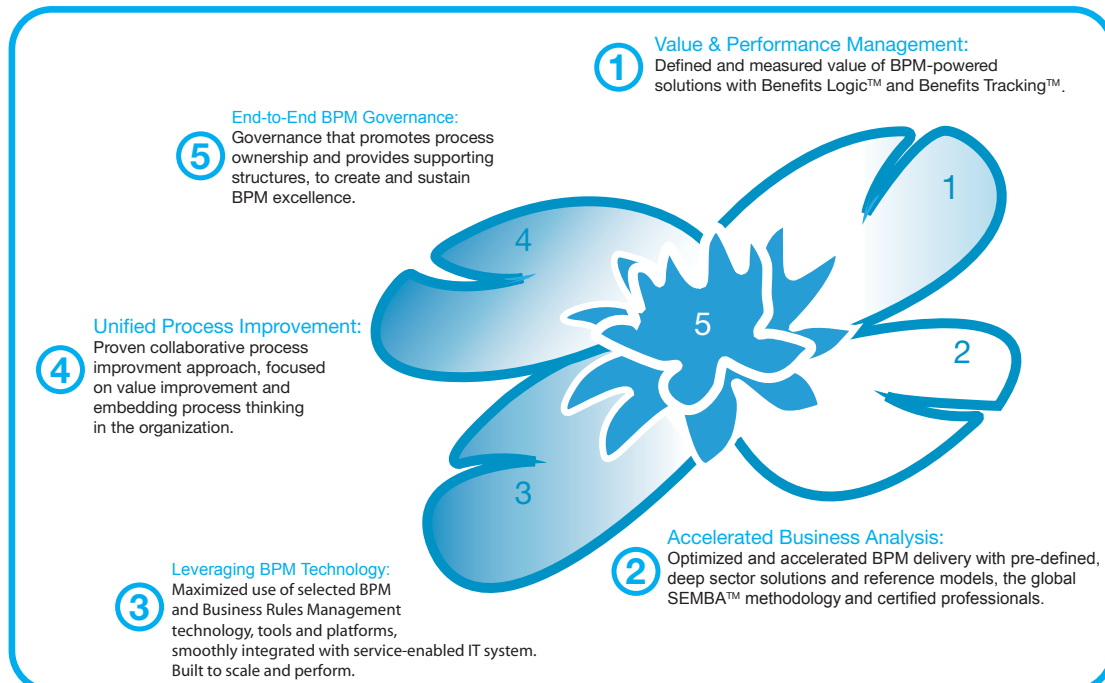 1
Value & Performance Management:
Defined and measured value of BPM-powered
solutions with Benefits Logic™ and Benefits Tracking™.
5
End-to-End BPM Governance:
Governance that promotes process
ownership and provides supporting
structures, to create and sustain
BPM excellence.
1
4
5
2
4
Unified Process Improvement:
Proven collaborative process
improvment approach, focused
on value improvement and
embedding process thinking
in the organization.
3
2
Accelerated Business Analysis:
Optimized and accelerated BPM delivery with pre-defined,
deep sector solutions and reference models, the global
SEMBA™ methodology and certified professionals.
3
Leveraging BPM Technology:
Maximized use of selected BPM
and Business Rules Management
technology, tools and platforms,
smoothly integrated with service-enabled IT system.
Built to scale and perform.